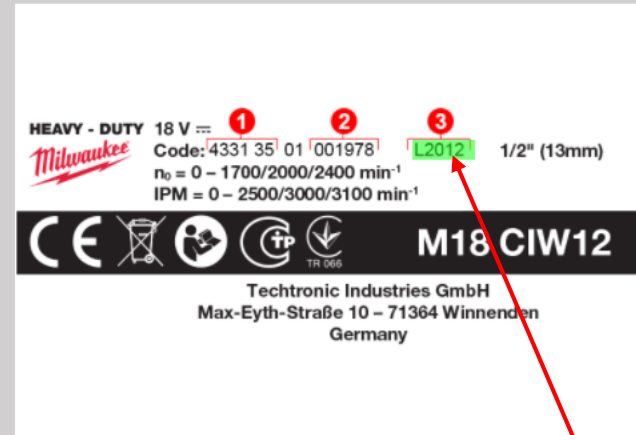 1 2 3
HEAVY - DUTY 18 V
Milwaukee Code: 4331 35 01 001978 L2012 1/2" (13mm)
n₀ = 0 – 1700/2000/2400 min⁻¹
IPM = 0 – 2500/3000/3100 min⁻¹
CE TP TR 066 M18 CIW12
Techtronic Industries GmbH
Max-Eyth-Straße 10 – 71364 Winnenden
Germany